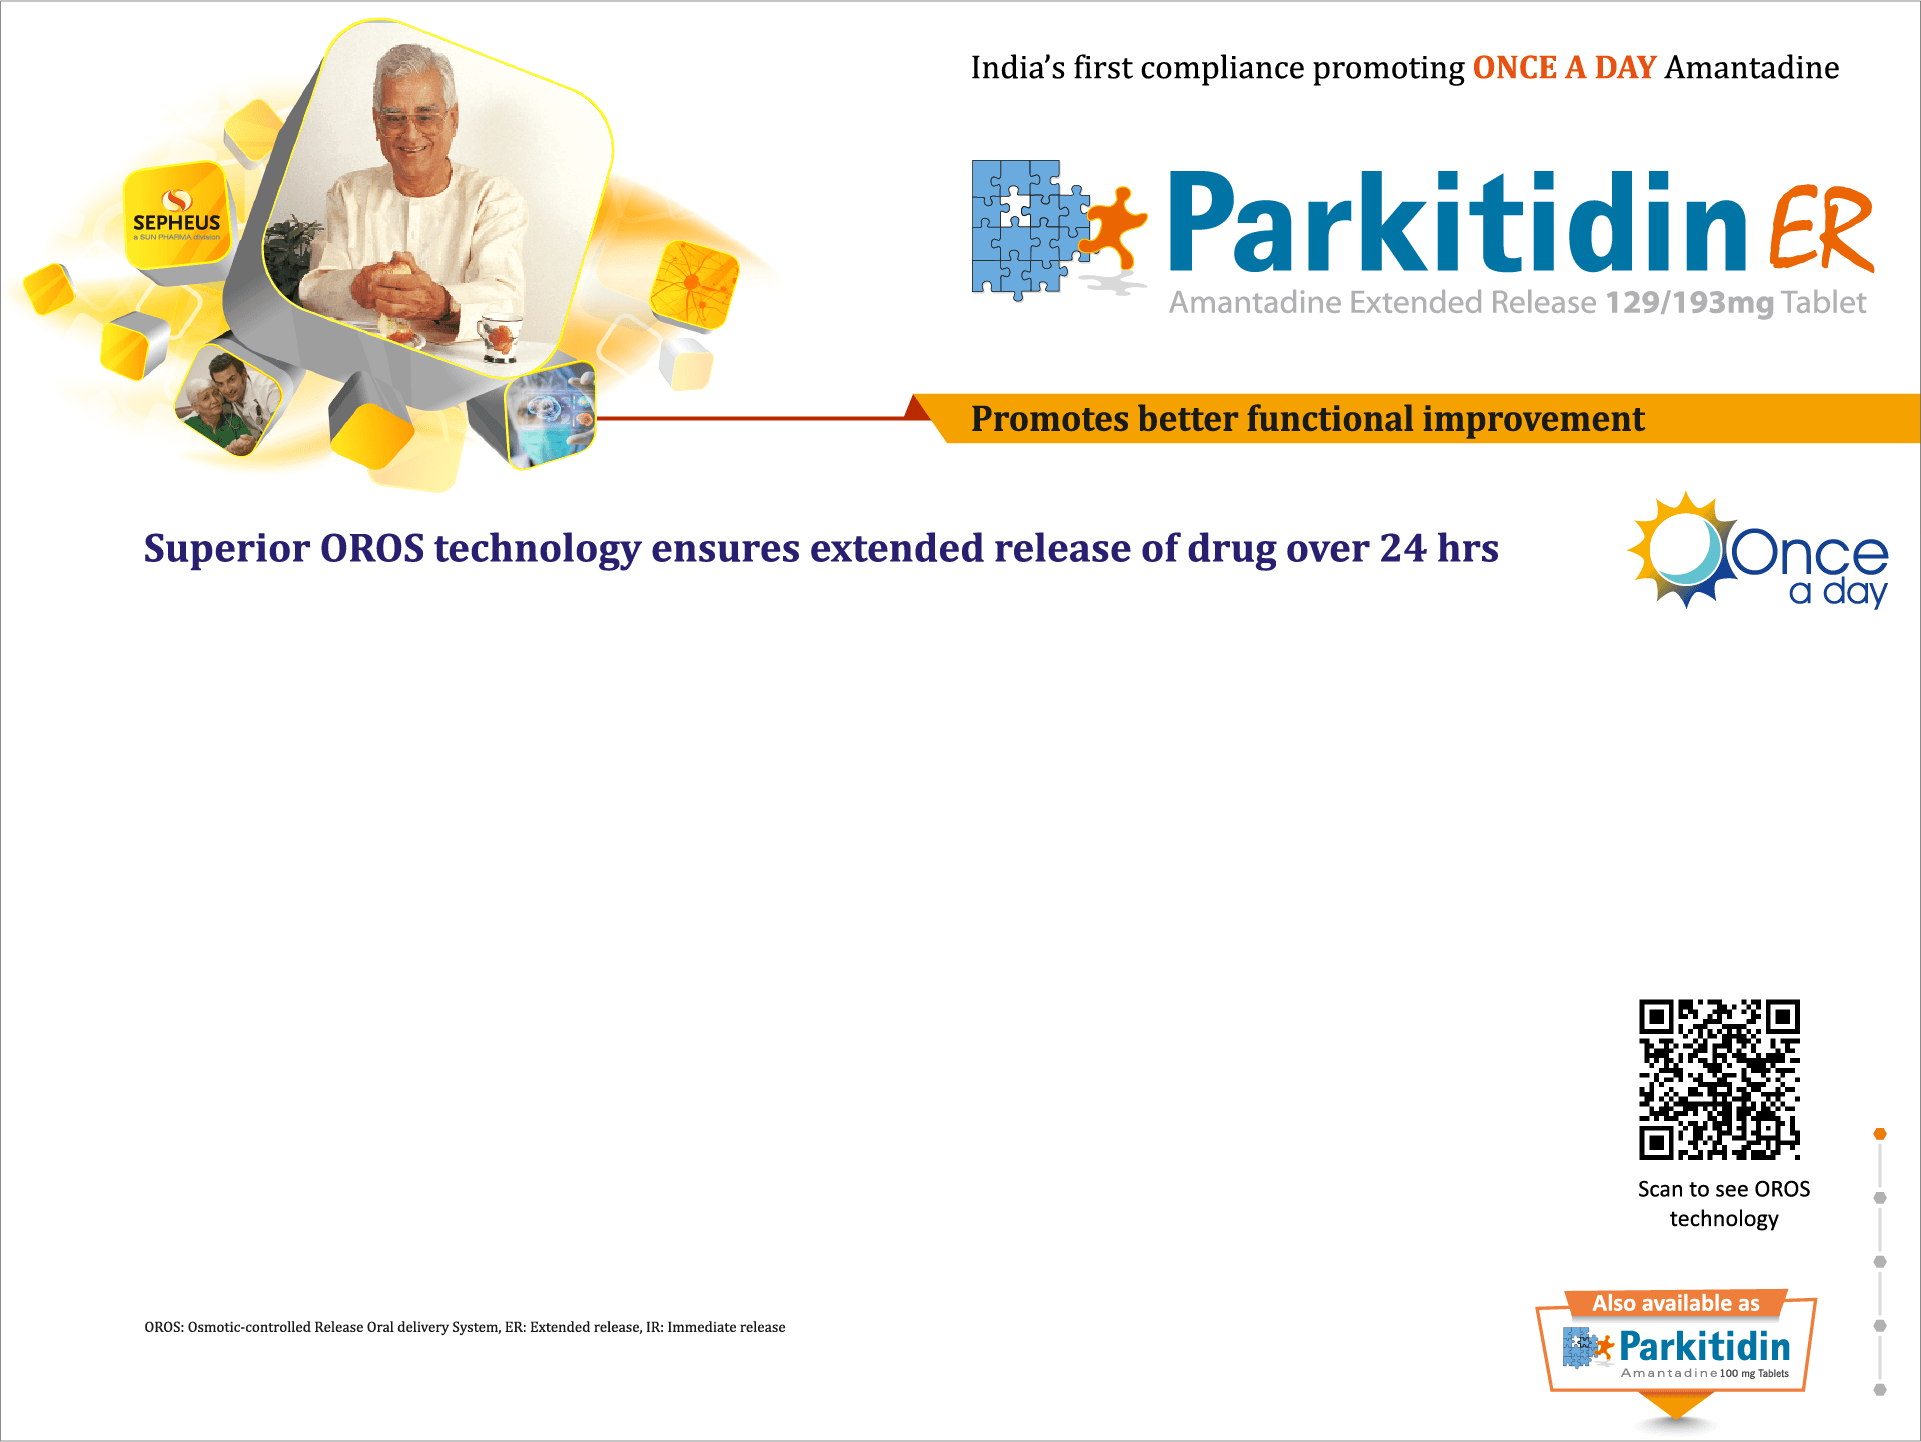 India's first compliance promoting ONCE A DAY Amantadine
SEPHEUS
a SUN PHARMA division
Parkitidin ER
Amantadine Extended Release 129/193mg Tablet
Promotes better functional improvement
Superior OROS technology ensures extended release of drug over 24 hrs
Once
a day
Scan to see OROS
technology
OROS: Osmotic-controlled Release Oral delivery System, ER: Extended release, IR: Immediate release
Also available as
Parkitidin
Amantadine 100 mg Tablets